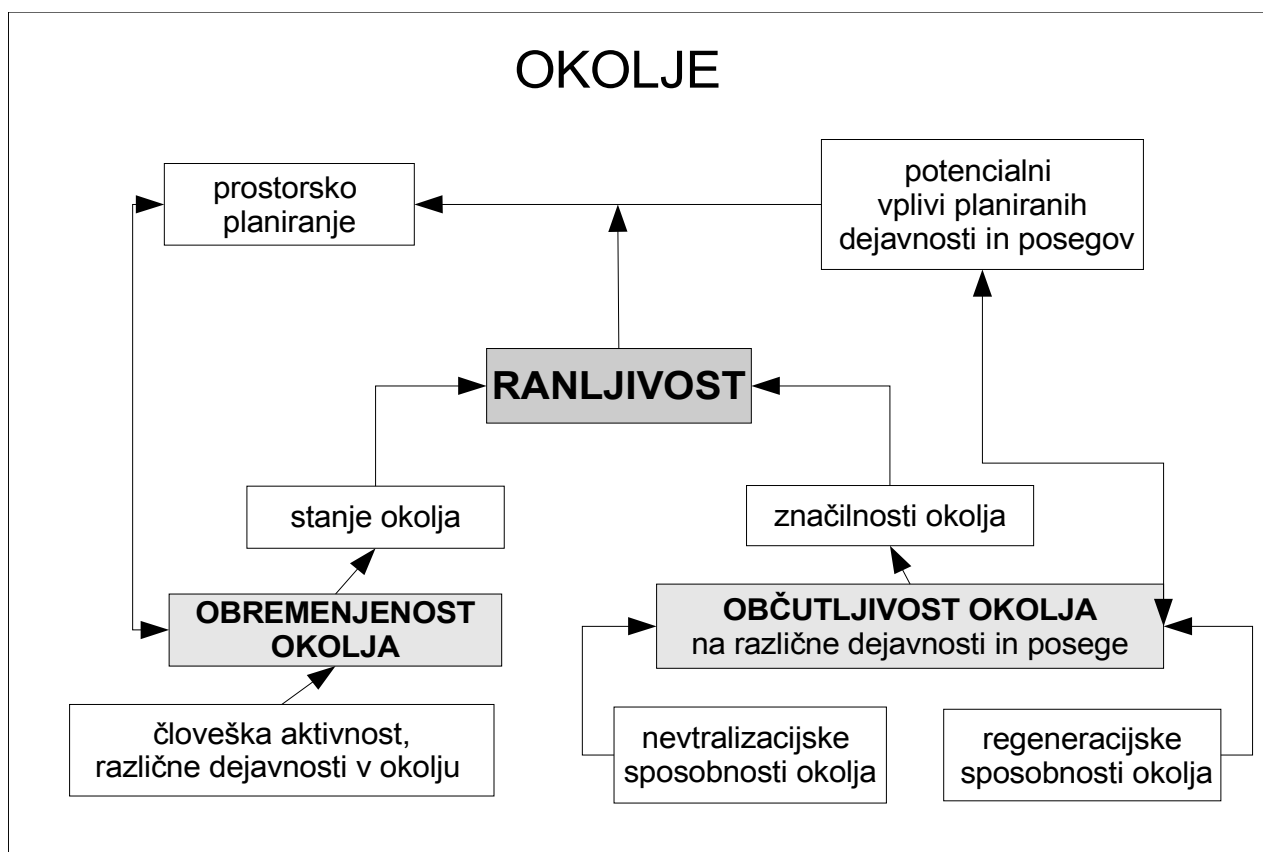 OKOLJE
prostorsko
planiranje
potencialni
vplivi planiranih
dejavnosti in posegov
RANLJIVOST
stanje okolja
značilnosti okolja
OBREMENJENOST
OKOLJA
OBČUTLJIVOST OKOLJA
na različne dejavnosti in posege
človeška aktivnost,
različne dejavnosti v okolju
nevtralizacijske
sposobnosti okolja
regeneracijske
sposobnosti okolja